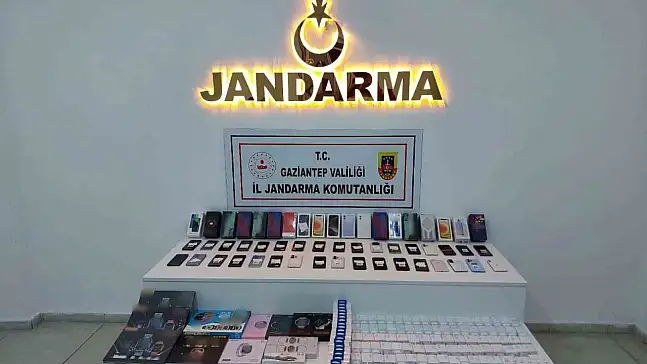 JANDARMA
T.C.
GAZİANTEP VALİLİĞİ
İL JANDARMA KOMUTANLIĞI